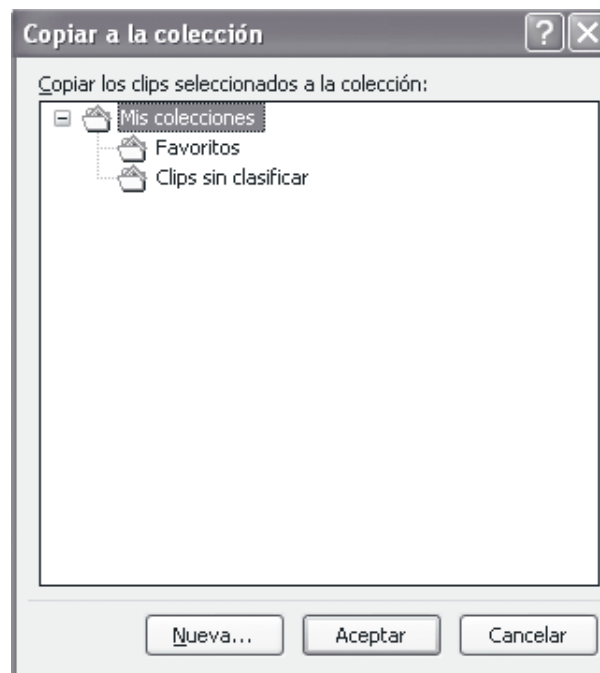 Copiar a la colección
Copiar los clips seleccionados a la colección:
Mis colecciones
Favoritos
Clips sin clasificar
Nueva... Aceptar Cancelar